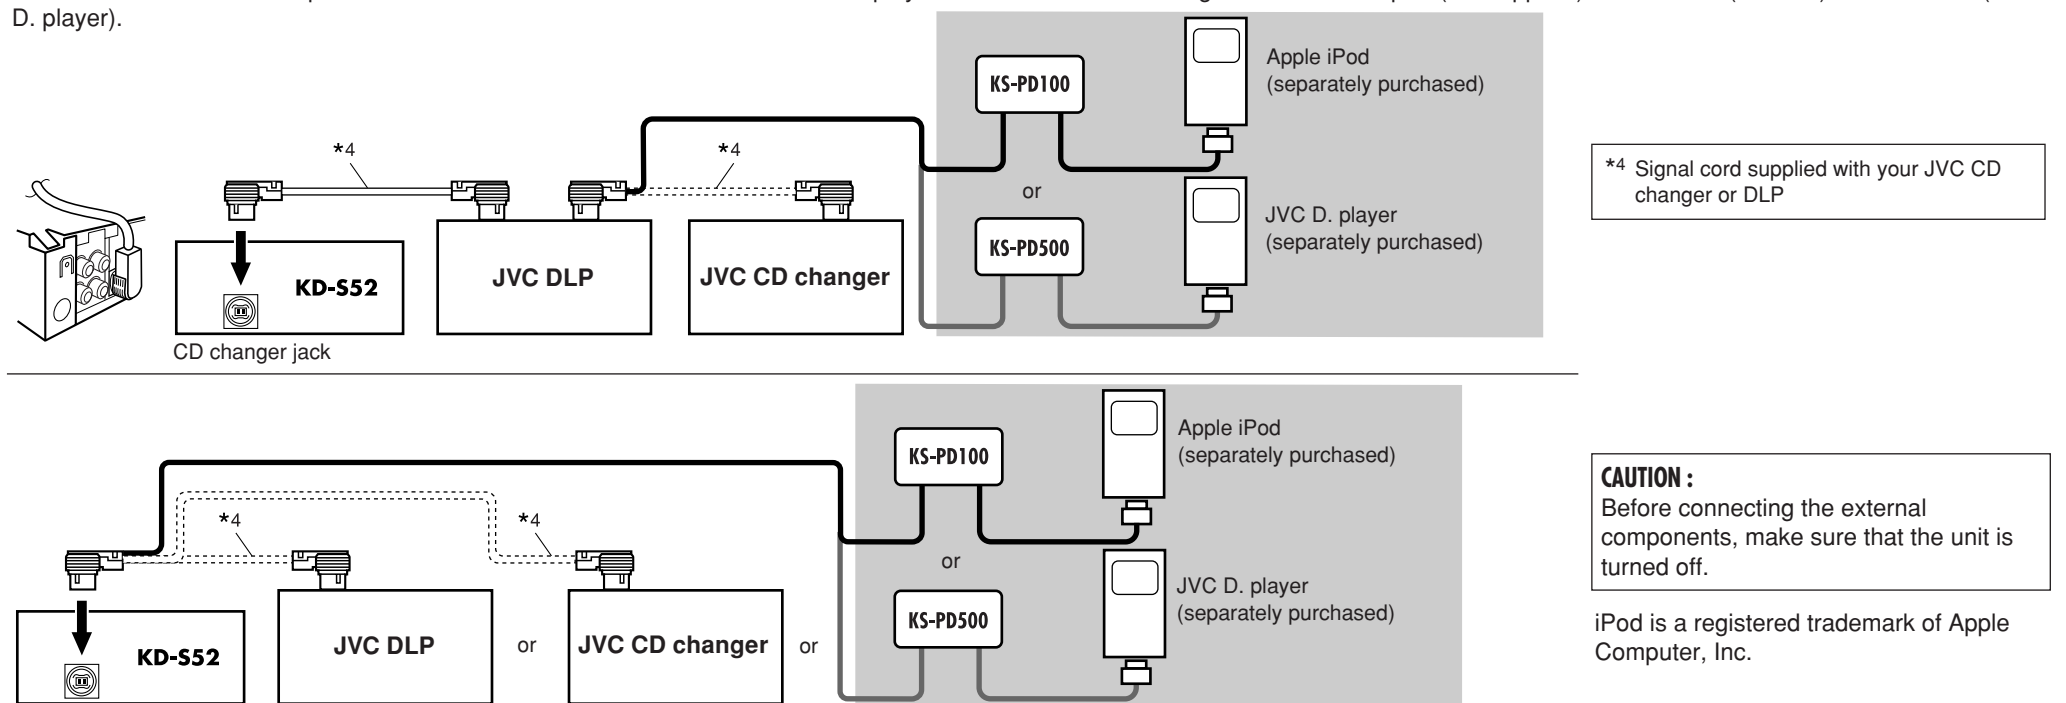 D. player).
Apple iPod
(separately purchased)
KS-PD100
*4
*4
*4 Signal cord supplied with your JVC CD
changer or DLP
or
JVC D. player
(separately purchased)
KS-PD500
KD-S52
JVC DLP
JVC CD changer
CD changer jack
Apple iPod
(separately purchased)
KS-PD100
CAUTION :
Before connecting the external
components, make sure that the unit is
turned off.
*4
*4
or
JVC D. player
(separately purchased)
KS-PD500
KD-S52
JVC DLP
or
JVC CD changer
or
iPod is a registered trademark of Apple
Computer, Inc.